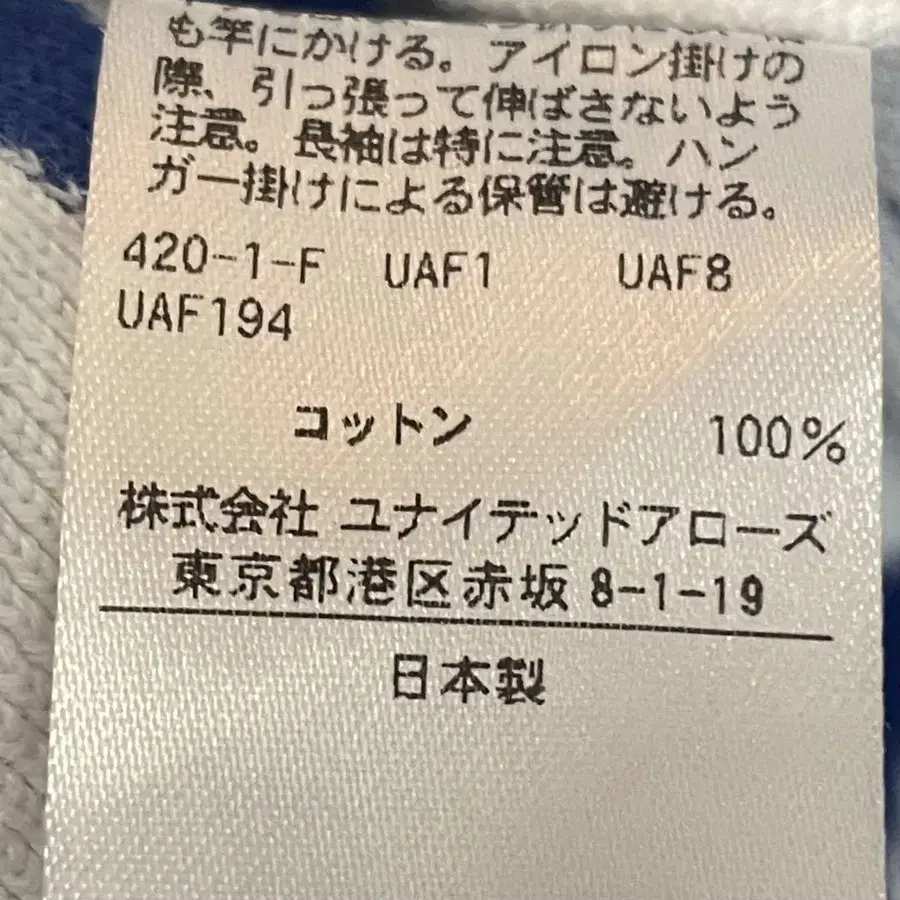 も竿にかける。アイロン掛けの
際、引っ張って伸ばさないよう
注意。長袖は特に注意。ハン
ガー掛けによる保管は避ける。
420-1-F UAF1 UAF8
UAF194
コットン 100%
株式会社 ユナイテッドアローズ
東京都港区赤坂 8-1-19
日本製